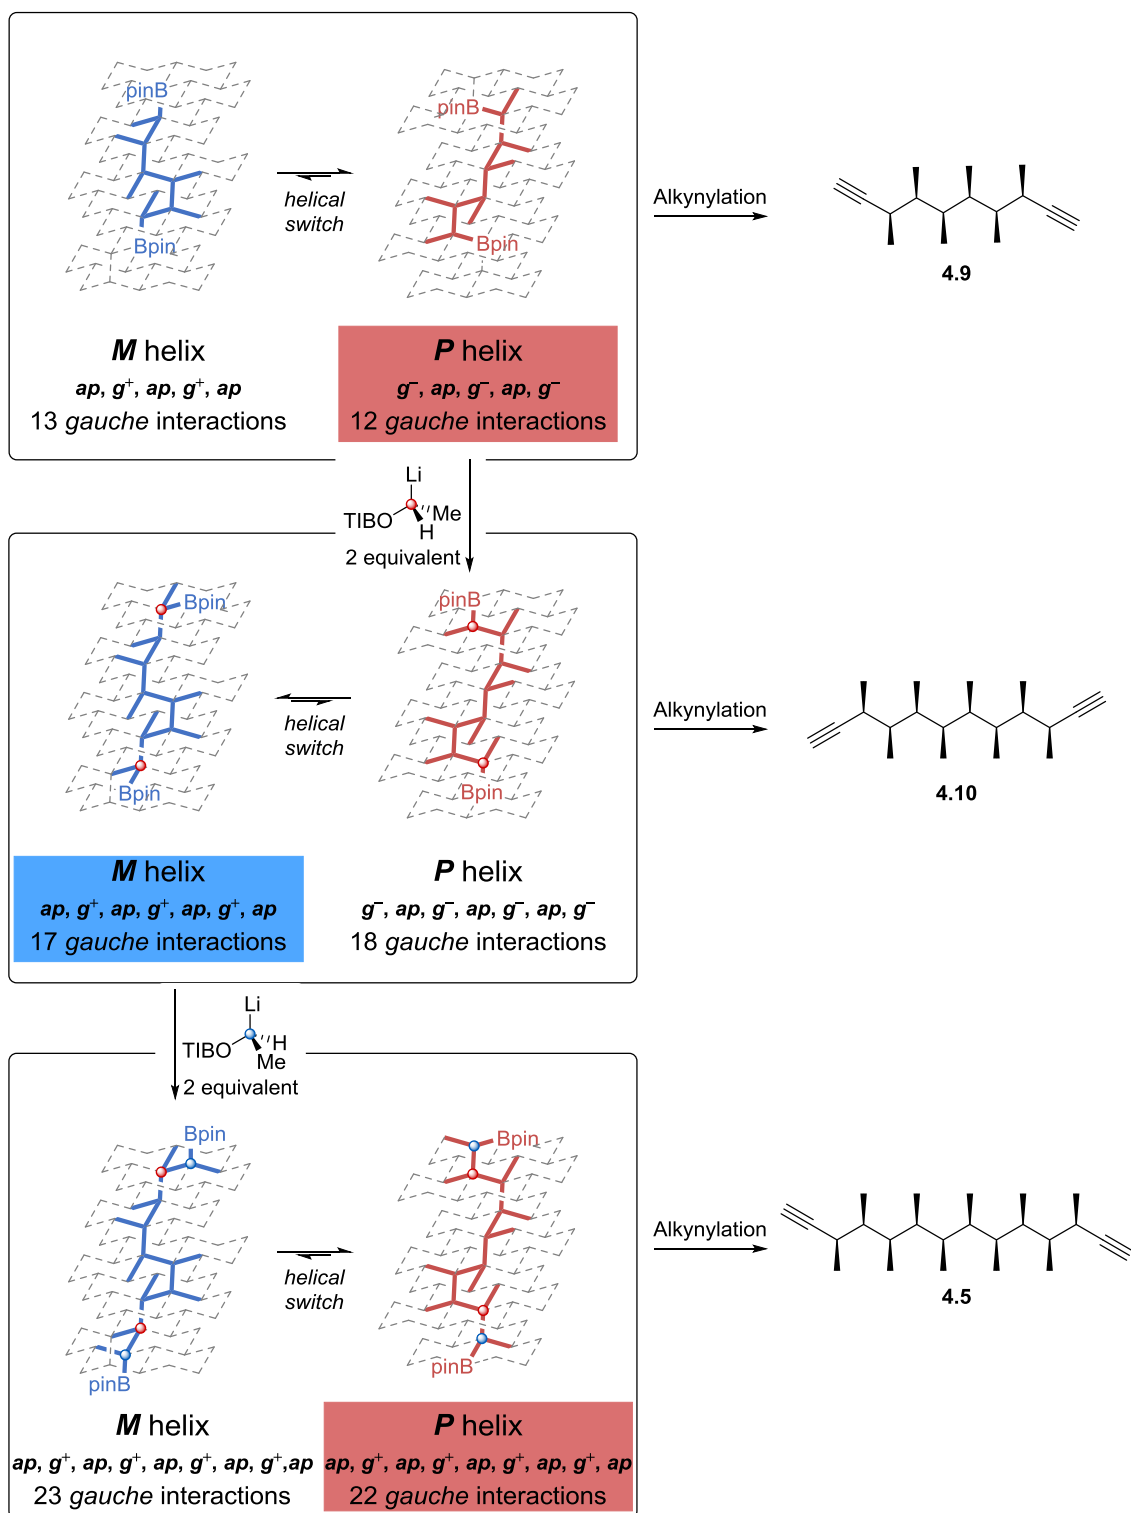 pinB
Bpin
pinB
Bpin
helical
switch
Alkynylation
4.9
M helix
ap, g+, ap, g+, ap
13 gauche interactions
P helix
g–, ap, g–, ap, g–
12 gauche interactions
Li
TIBO
Me
H
2 equivalent
Bpin
Bpin
pinB
Bpin
helical
switch
Alkynylation
4.10
M helix
ap, g+, ap, g+, ap, g+, ap
17 gauche interactions
P helix
g–, ap, g–, ap, g–, ap, g–
18 gauche interactions
Li
TIBO
H
Me
2 equivalent
Bpin
pinB
Bpin
pinB
helical
switch
Alkynylation
4.5
M helix
ap, g+, ap, g+, ap, g+, ap, g+,ap
23 gauche interactions
P helix
ap, g+, ap, g+, ap, g+, ap, g+, ap
22 gauche interactions